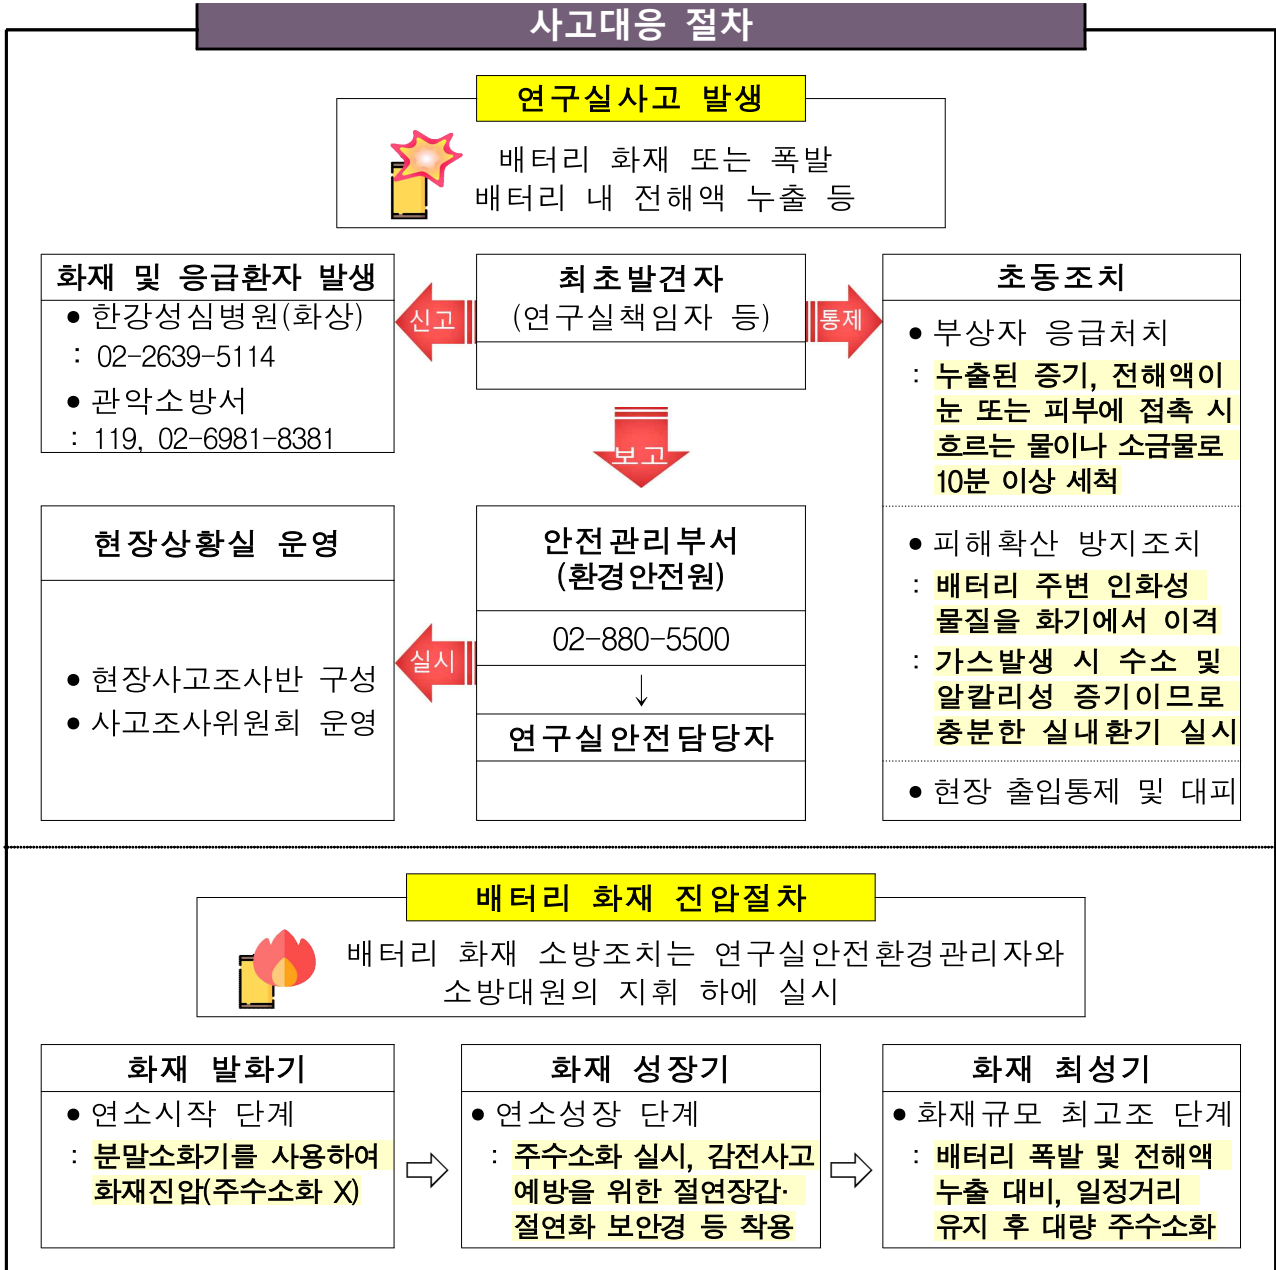 사고대응 절차
연구실사고 발생
배터리 화재 또는 폭발
배터리 내 전해액 누출 등
화재 및 응급환자 발생
● 한강성심병원(화상)
: 02-2639-5114
● 관악소방서
: 119, 02-6981-8381
신고
최초발견자
(연구실책임자 등)
통제
보고
초동조치
● 부상자 응급처치
: 누출된 증기, 전해액이
눈 또는 피부에 접촉 시
흐르는 물이나 소금물로
10분 이상 세척
● 피해확산 방지조치
: 배터리 주변 인화성
물질을 화기에서 이격
: 가스발생 시 수소 및
알칼리성 증기이므로
충분한 실내환기 실시
● 현장 출입통제 및 대피
현장상황실 운영
● 현장사고조사반 구성
● 사고조사위원회 운영
실시
안전관리부서
(환경안전원)
02-880-5500
↓
연구실안전담당자
배터리 화재 진압절차
배터리 화재 소방조치는 연구실안전환경관리자와
소방대원의 지휘 하에 실시
화재 발화기
● 연소시작 단계
: 분말소화기를 사용하여
화재진압(주수소화 X)
화재 성장기
● 연소성장 단계
: 주수소화 실시, 감전사고
예방을 위한 절연장갑·
절연화 보안경 등 착용
화재 최성기
● 화재규모 최고조 단계
: 배터리 폭발 및 전해액
누출 대비, 일정거리
유지 후 대량 주수소화